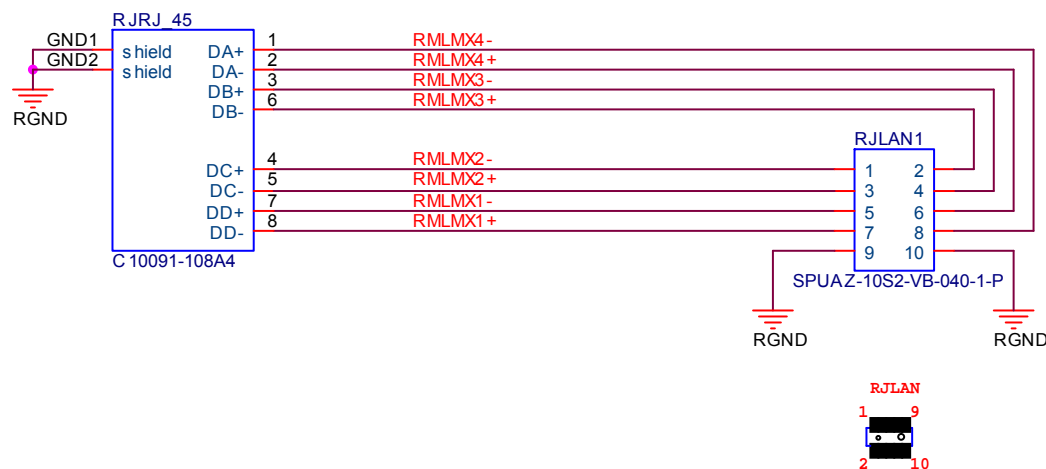 RJRJ_45
GND1 shield DA+ 1 RMLMX4-
GND2 shield DA- 2 RMLMX4+
DB+ 3 RMLMX3-
DB- 6 RMLMX3+
RGND
RJLAN1
DC+ 4 RMLMX2- 1 2
DC- 5 RMLMX2+ 3 4
DD+ 7 RMLMX1- 5 6
DD- 8 RMLMX1+ 7 8
9 10
C10091-108A4
SPUAZ-10S2-VB-040-1-P
RGND RGND
RJLAN
1 9
2 10